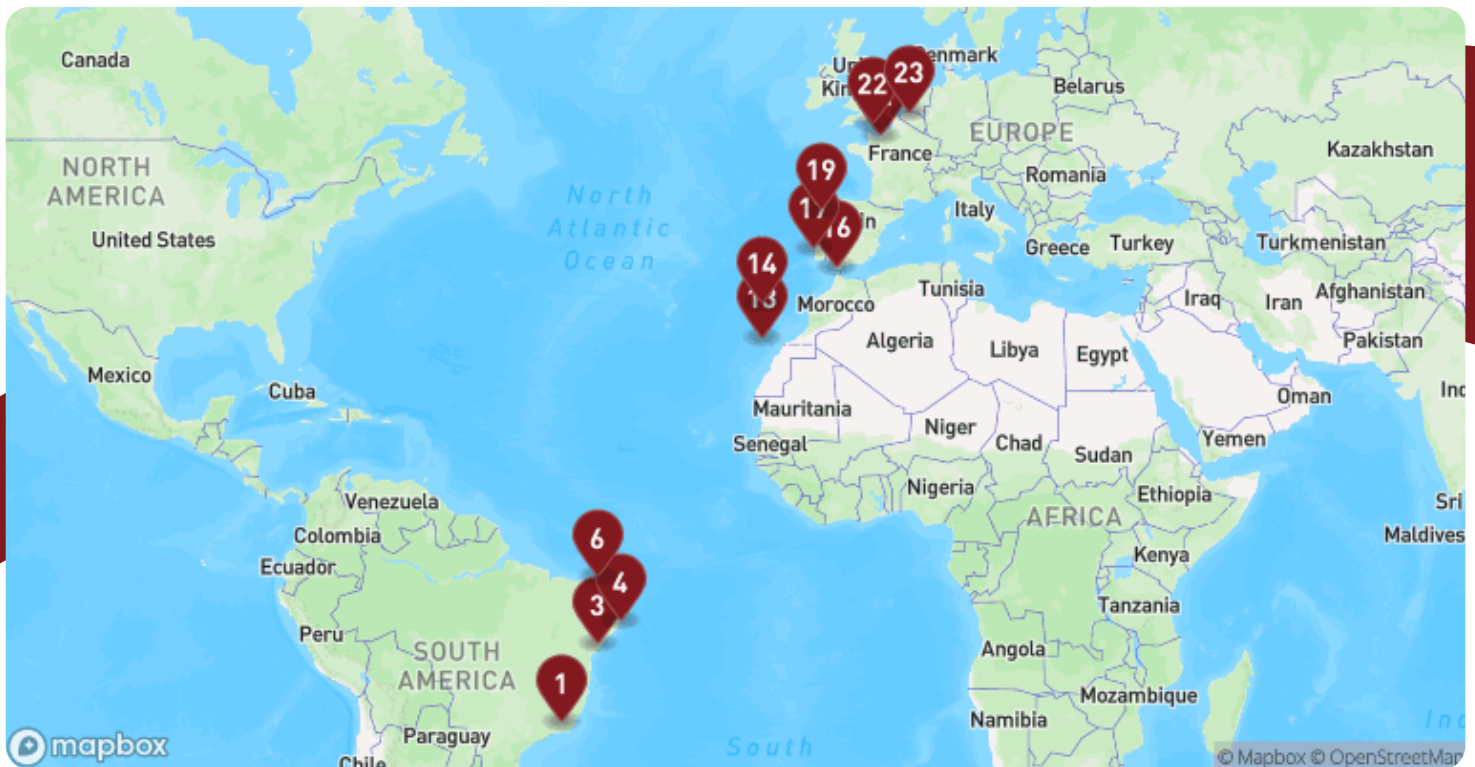 Canada
Denmark
22
23
Belarus
EUROPE
France
Kazakhstan
NORTH
AMERICA
19
Romania
North
Atlantic
Ocean
17
16
Italy
United States
Greece
Turkey
Turkmenistan
14
13
Morocco
Tunisia
Iraq
Iran
Afghanistan
Algeria
Libya
Egypt
Pakistan
Mexico
Cuba
Mauritania
Oman
Niger
Chad
Senegal
Sudan
Yemen
Venezuela
Nigeria
Ethiopia
Sri
AFRICA
Colombia
6
Maldives
Ecuador
Kenya
4
3
Tanzania
Peru
SOUTH
AMERICA
Angola
1
Mozambique
Namibia
Paraguay
South
mapbox
Chile
© Mapbox © OpenStreetMap